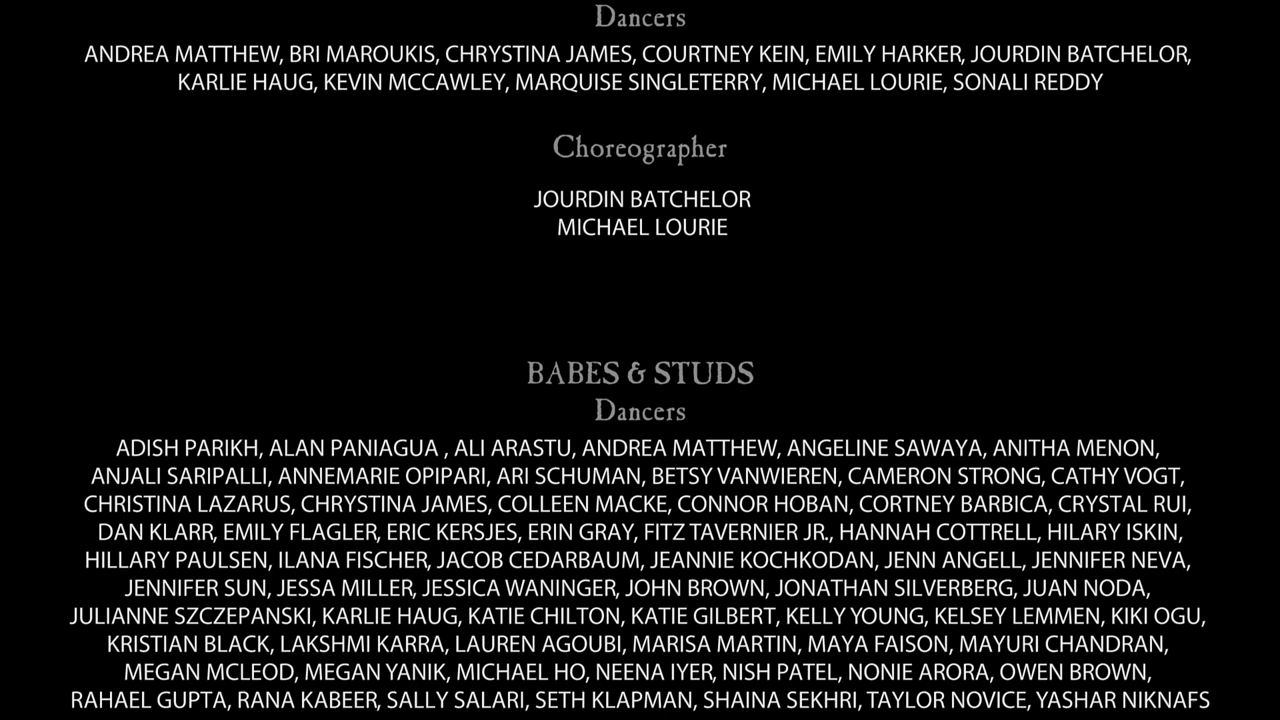 Dancers
ANDREA MATTHEW, BRI MAROUKIS, CHRYSTINA JAMES, COURTNEY KEIN, EMILY HARKER, JOURDIN BATCHELOR,
KARLIE HAUG, KEVIN MCCAWLEY, MARQUISE SINGLETERRY, MICHAEL LOURIE, SONALI REDDY
Choreographer
JOURDIN BATCHELOR
MICHAEL LOURIE
BABES & STUDS
Dancers
ADISH PARIKH, ALAN PANIAGUA , ALI ARASTU, ANDREA MATTHEW, ANGELINE SAWAYA, ANITHA MENON,
ANJALI SARIPALLI, ANNEMARIE OPIPARI, ARI SCHUMAN, BETSY VANWIEREN, CAMERON STRONG, CATHY VOGT,
CHRISTINA LAZARUS, CHRYSTINA JAMES, COLLEEN MACKE, CONNOR HOBAN, CORTNEY BARBICA, CRYSTAL RUI,
DAN KLARR, EMILY FLAGLER, ERIC KERSJES, ERIN GRAY, FITZ TAVERNIER JR., HANNAH COTTRELL, HILARY ISKIN,
HILLARY PAULSEN, ILANA FISCHER, JACOB CEDARBAUM, JEANNIE KOCHKODAN, JENN ANGELL, JENNIFER NEVA,
JENNIFER SUN, JESSA MILLER, JESSICA WANINGER, JOHN BROWN, JONATHAN SILVERBERG, JUAN NODA,
JULIANNE SZCZEPANSKI, KARLIE HAUG, KATIE CHILTON, KATIE GILBERT, KELLY YOUNG, KELSEY LEMMEN, KIKI OGU,
KRISTIAN BLACK, LAKSHMI KARRA, LAUREN AGOUBI, MARISA MARTIN, MAYA FAISON, MAYURI CHANDRAN,
MEGAN MCLEOD, MEGAN YANIK, MICHAEL HO, NEENA IYER, NISH PATEL, NONIE ARORA, OWEN BROWN,
RAHAEL GUPTA, RANA KABEER, SALLY SALARI, SETH KLAPMAN, SHAINA SEKHRI, TAYLOR NOVICE, YASHAR NIKNAFS